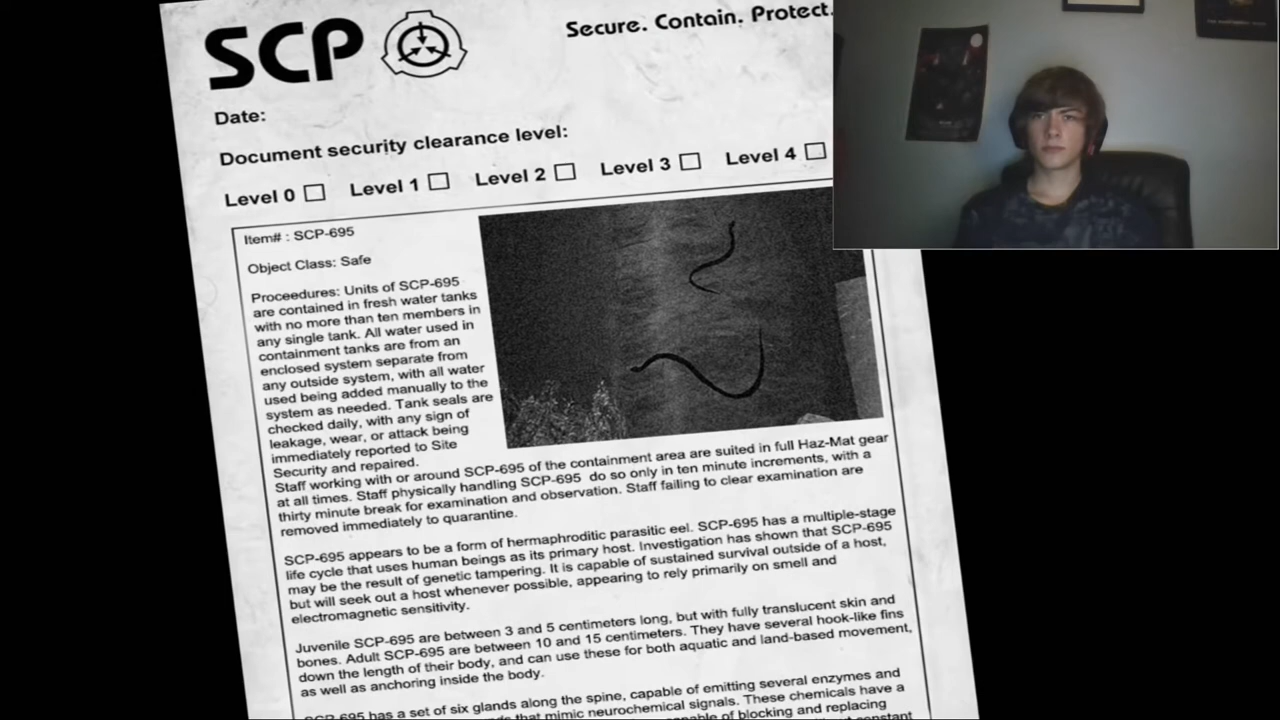 SCP
Secure. Contain. Protect.
Date:
Document security clearance level:
Level 0 Level 1 Level 2 Level 3 Level 4
Item# : SCP-695
Object Class: Safe
Proceedures: Units of SCP-695
are contained in fresh water tanks
with no more than ten members in
any single tank. All water used in
containment tanks are from an
enclosed system separate from
any outside system, with all water
used being added manually to the
system as needed. Tank seals are
checked daily, with any sign of
leakage, wear, or attack being
immediately reported to Site
Security and repaired.
Staff working with or around SCP-695 of the containment area are suited in full Haz-Mat gear
at all times. Staff physically handling SCP-695 do so only in ten minute increments, with a
thirty minute break for examination and observation. Staff failing to clear examination are
removed immediately to quarantine.
SCP-695 appears to be a form of hermaphroditic parasitic eel. SCP-695 has a multiple-stage
life cycle that uses human beings as its primary host. Investigation has shown that SCP-695
may be the result of genetic tampering. It is capable of sustained survival outside of a host,
but will seek out a host whenever possible, appearing to rely primarily on smell and
electromagnetic sensitivity.
Juvenile SCP-695 are between 3 and 5 centimeters long, but with fully translucent skin and
bones. Adult SCP-695 are between 10 and 15 centimeters. They have several hook-like fins
down the length of their body, and can use these for both aquatic and land-based movement,
as well as anchoring inside the body.
SCP-695 has a set of six glands along the spine, capable of emitting several enzymes and
that mimic neurochemical signals. These chemicals have a
of blocking and replacing
constant